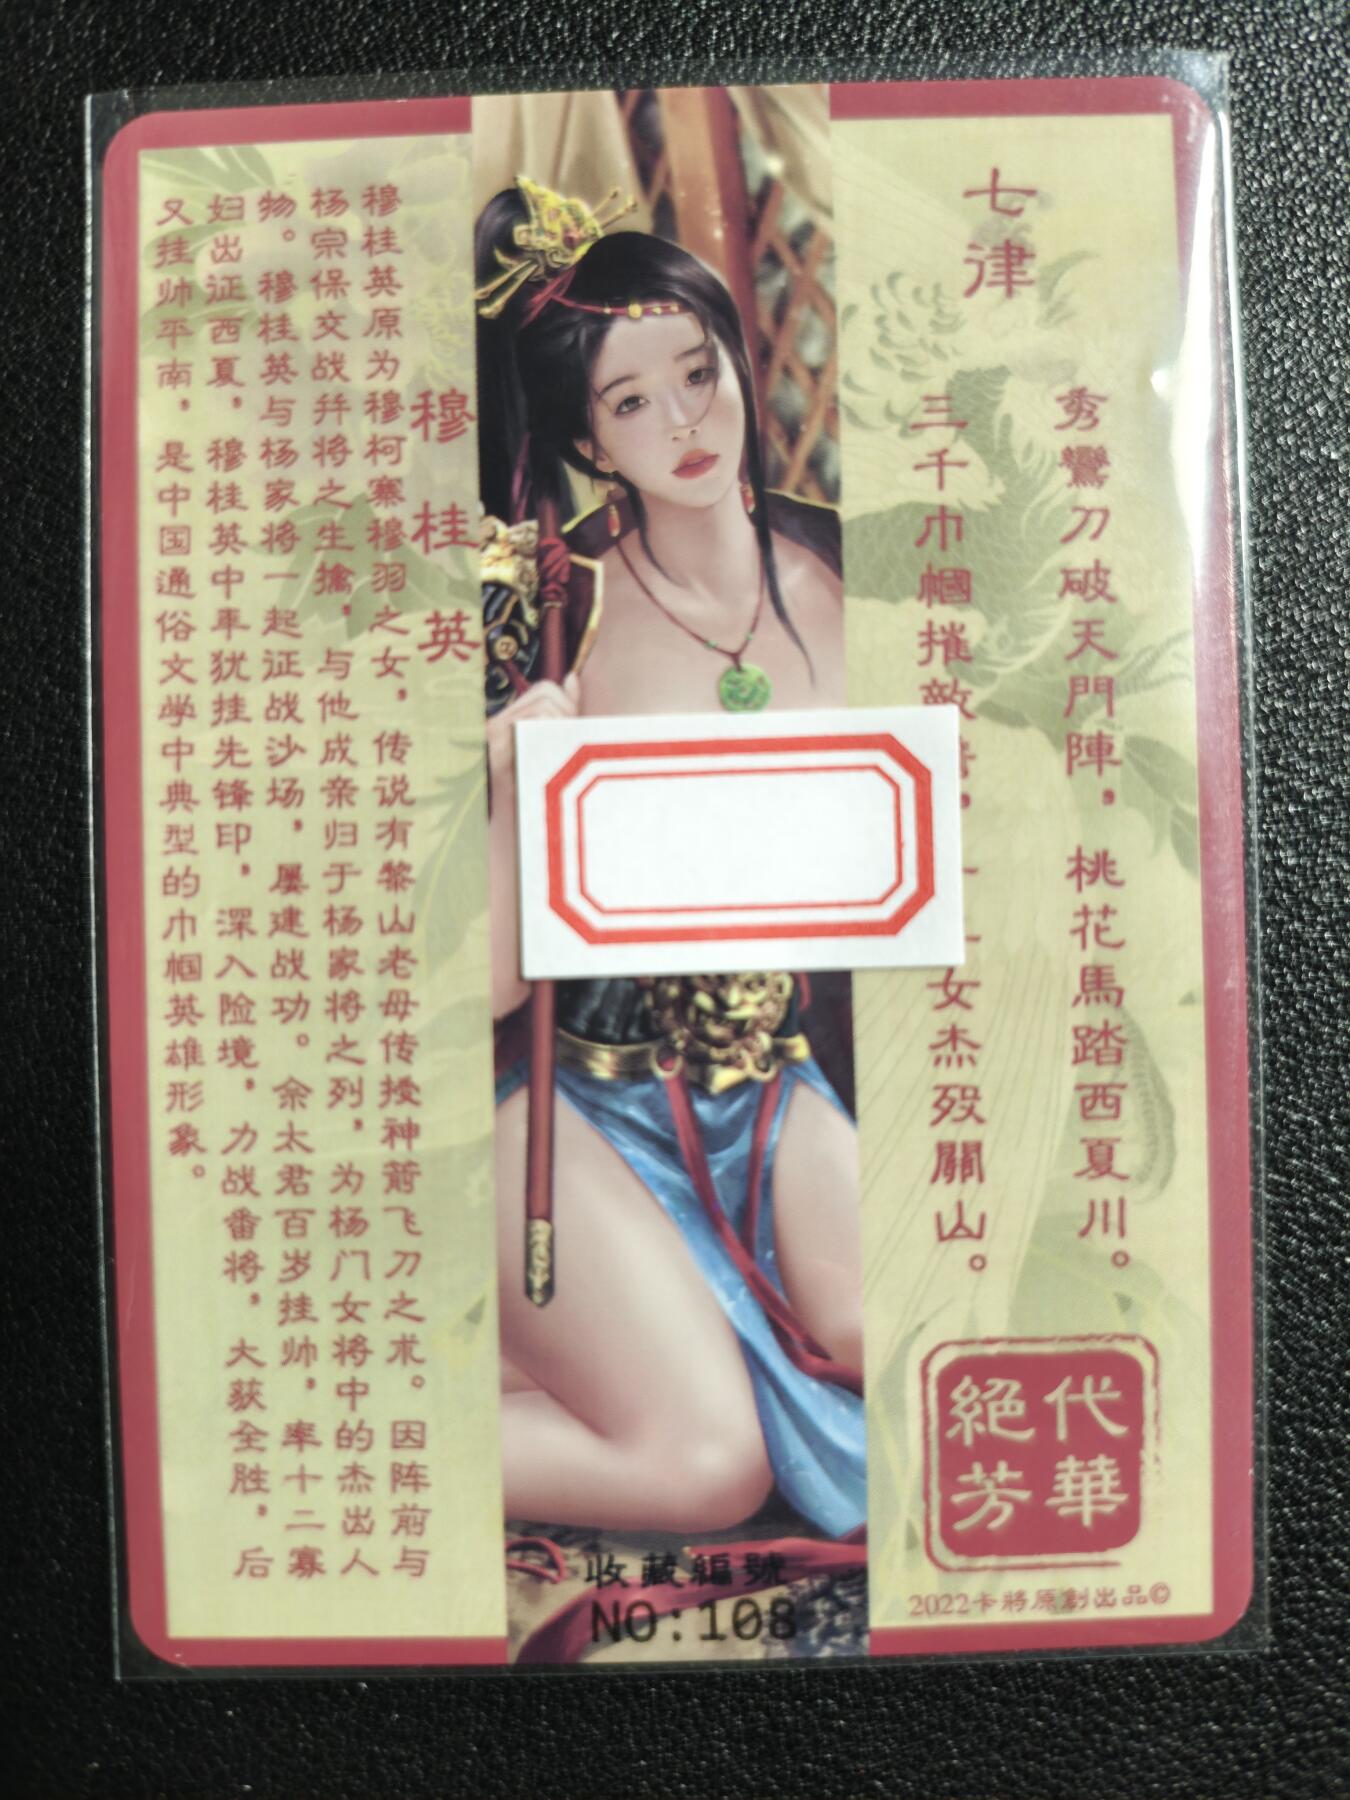 七律
秀鸞刀破天門陣，桃花馬踏西夏川。
三千巾幗摧敵，女杰殁關山。
代華
絕芳
2022卡將原創出品©
穆桂英
穆桂英原为穆柯寨穆羽之女，传说有黎山老母传授神箭飞刀之术。因阵前与
杨宗保交战并将之生擒，与他成亲归于杨家将之列，为杨门女将中的杰出人
物。穆桂英与杨家将一起征战沙场，屡建战功。佘太君百岁挂帅，率十二寡
妇出征西夏，穆桂英中年犹挂先锋印，深入险境，力战番将，大获全胜，后
又挂帅平南，是中国通俗文学中典型的巾帼英雄形象。
收藏編號
NO:108